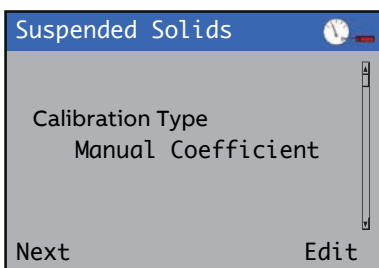 Suspended Solids
Calibration Type
Manual Coefficient
Next Edit